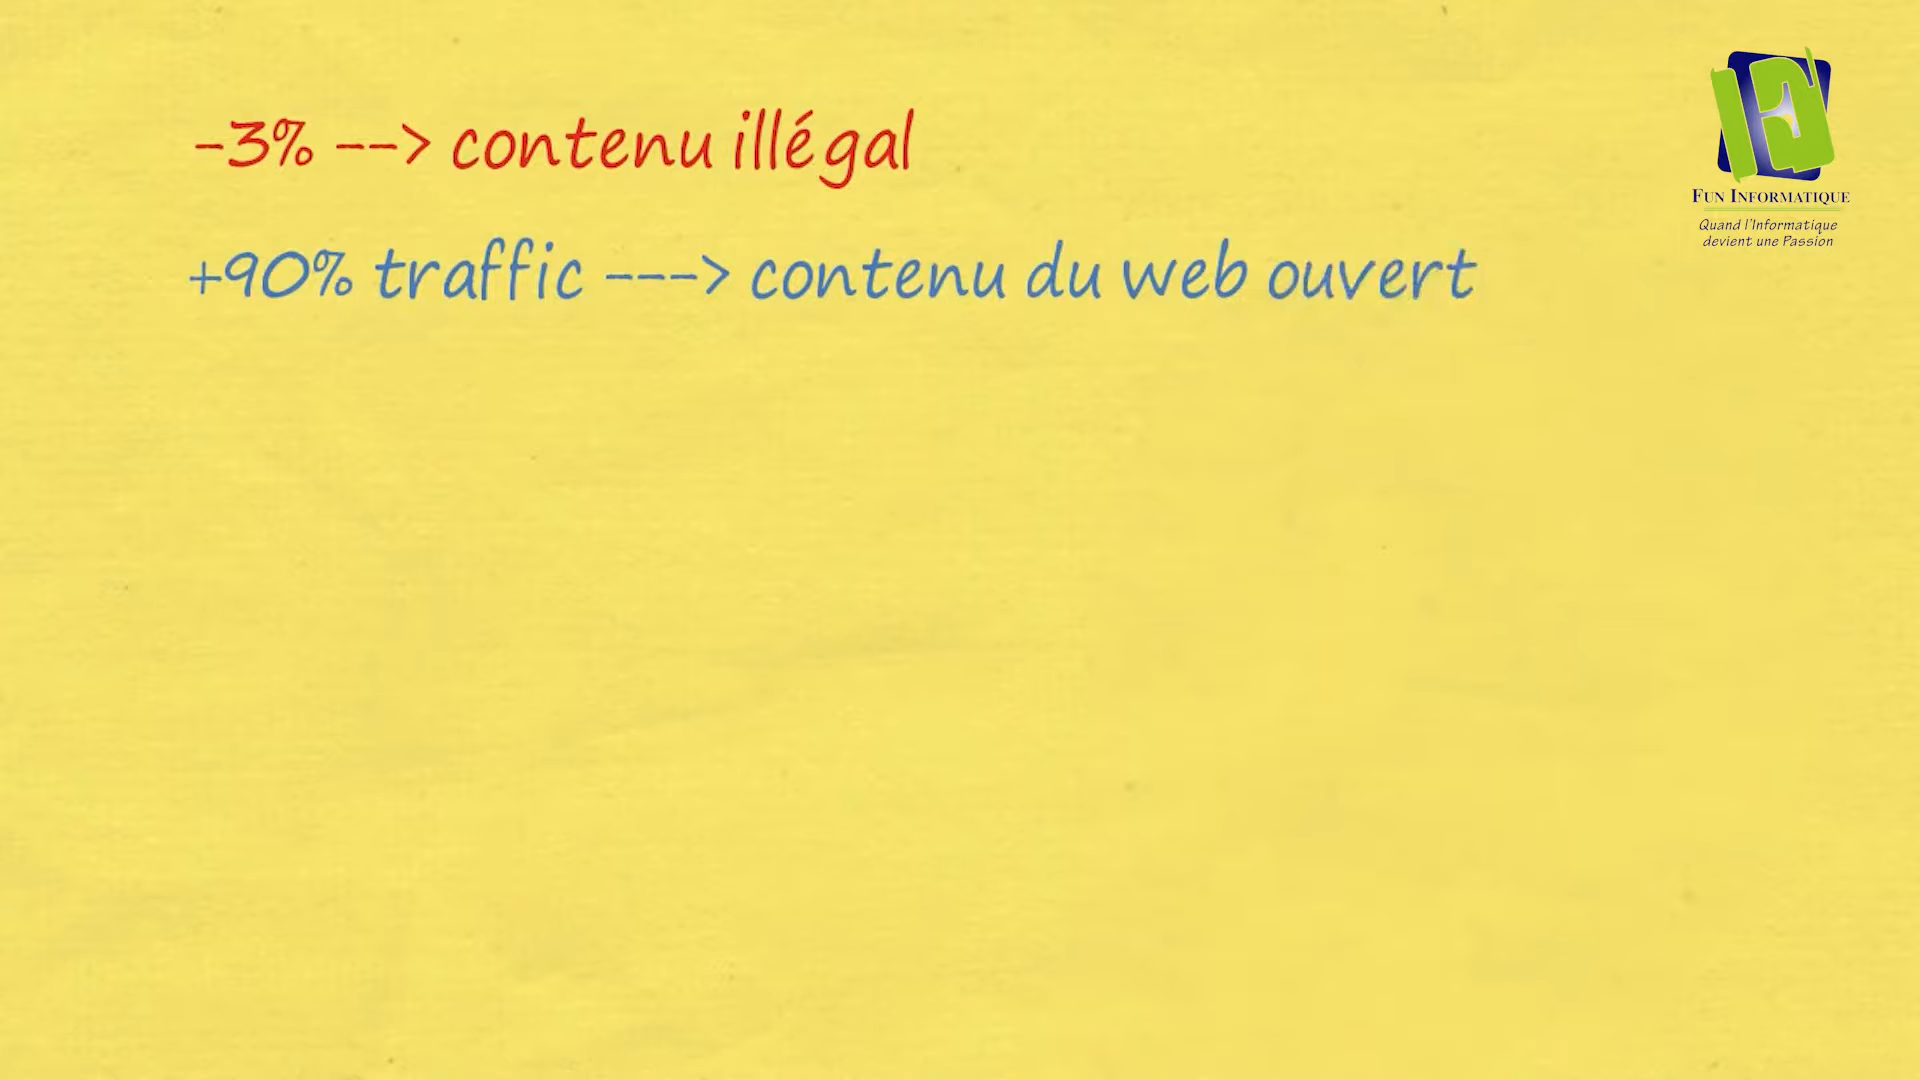 -3% --> contenu illégal
+90% traffic ---> contenu du web ouvert
FUN INFORMATIQUE
Quand l'Informatique
devient une Passion